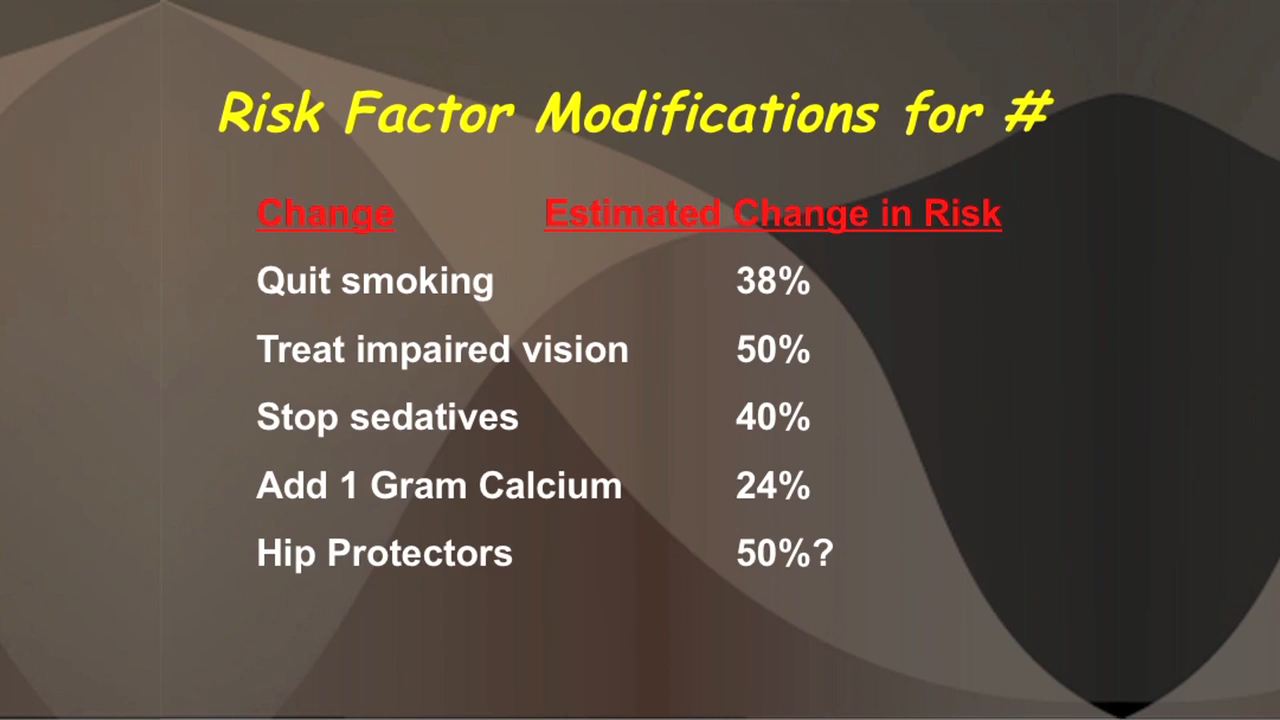 Risk Factor Modifications for #
Change Estimated Change in Risk
Quit smoking 38%
Treat impaired vision 50%
Stop sedatives 40%
Add 1 Gram Calcium 24%
Hip Protectors 50%?